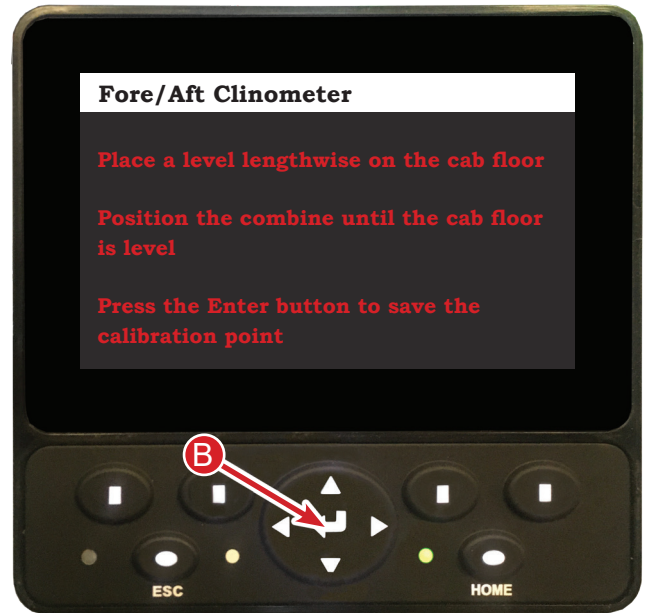 Fore/Aft Clinometer
Place a level lengthwise on the cab floor
Position the combine until the cab floor
is level
Press the Enter button to save the
calibration point
B
ESC
HOME